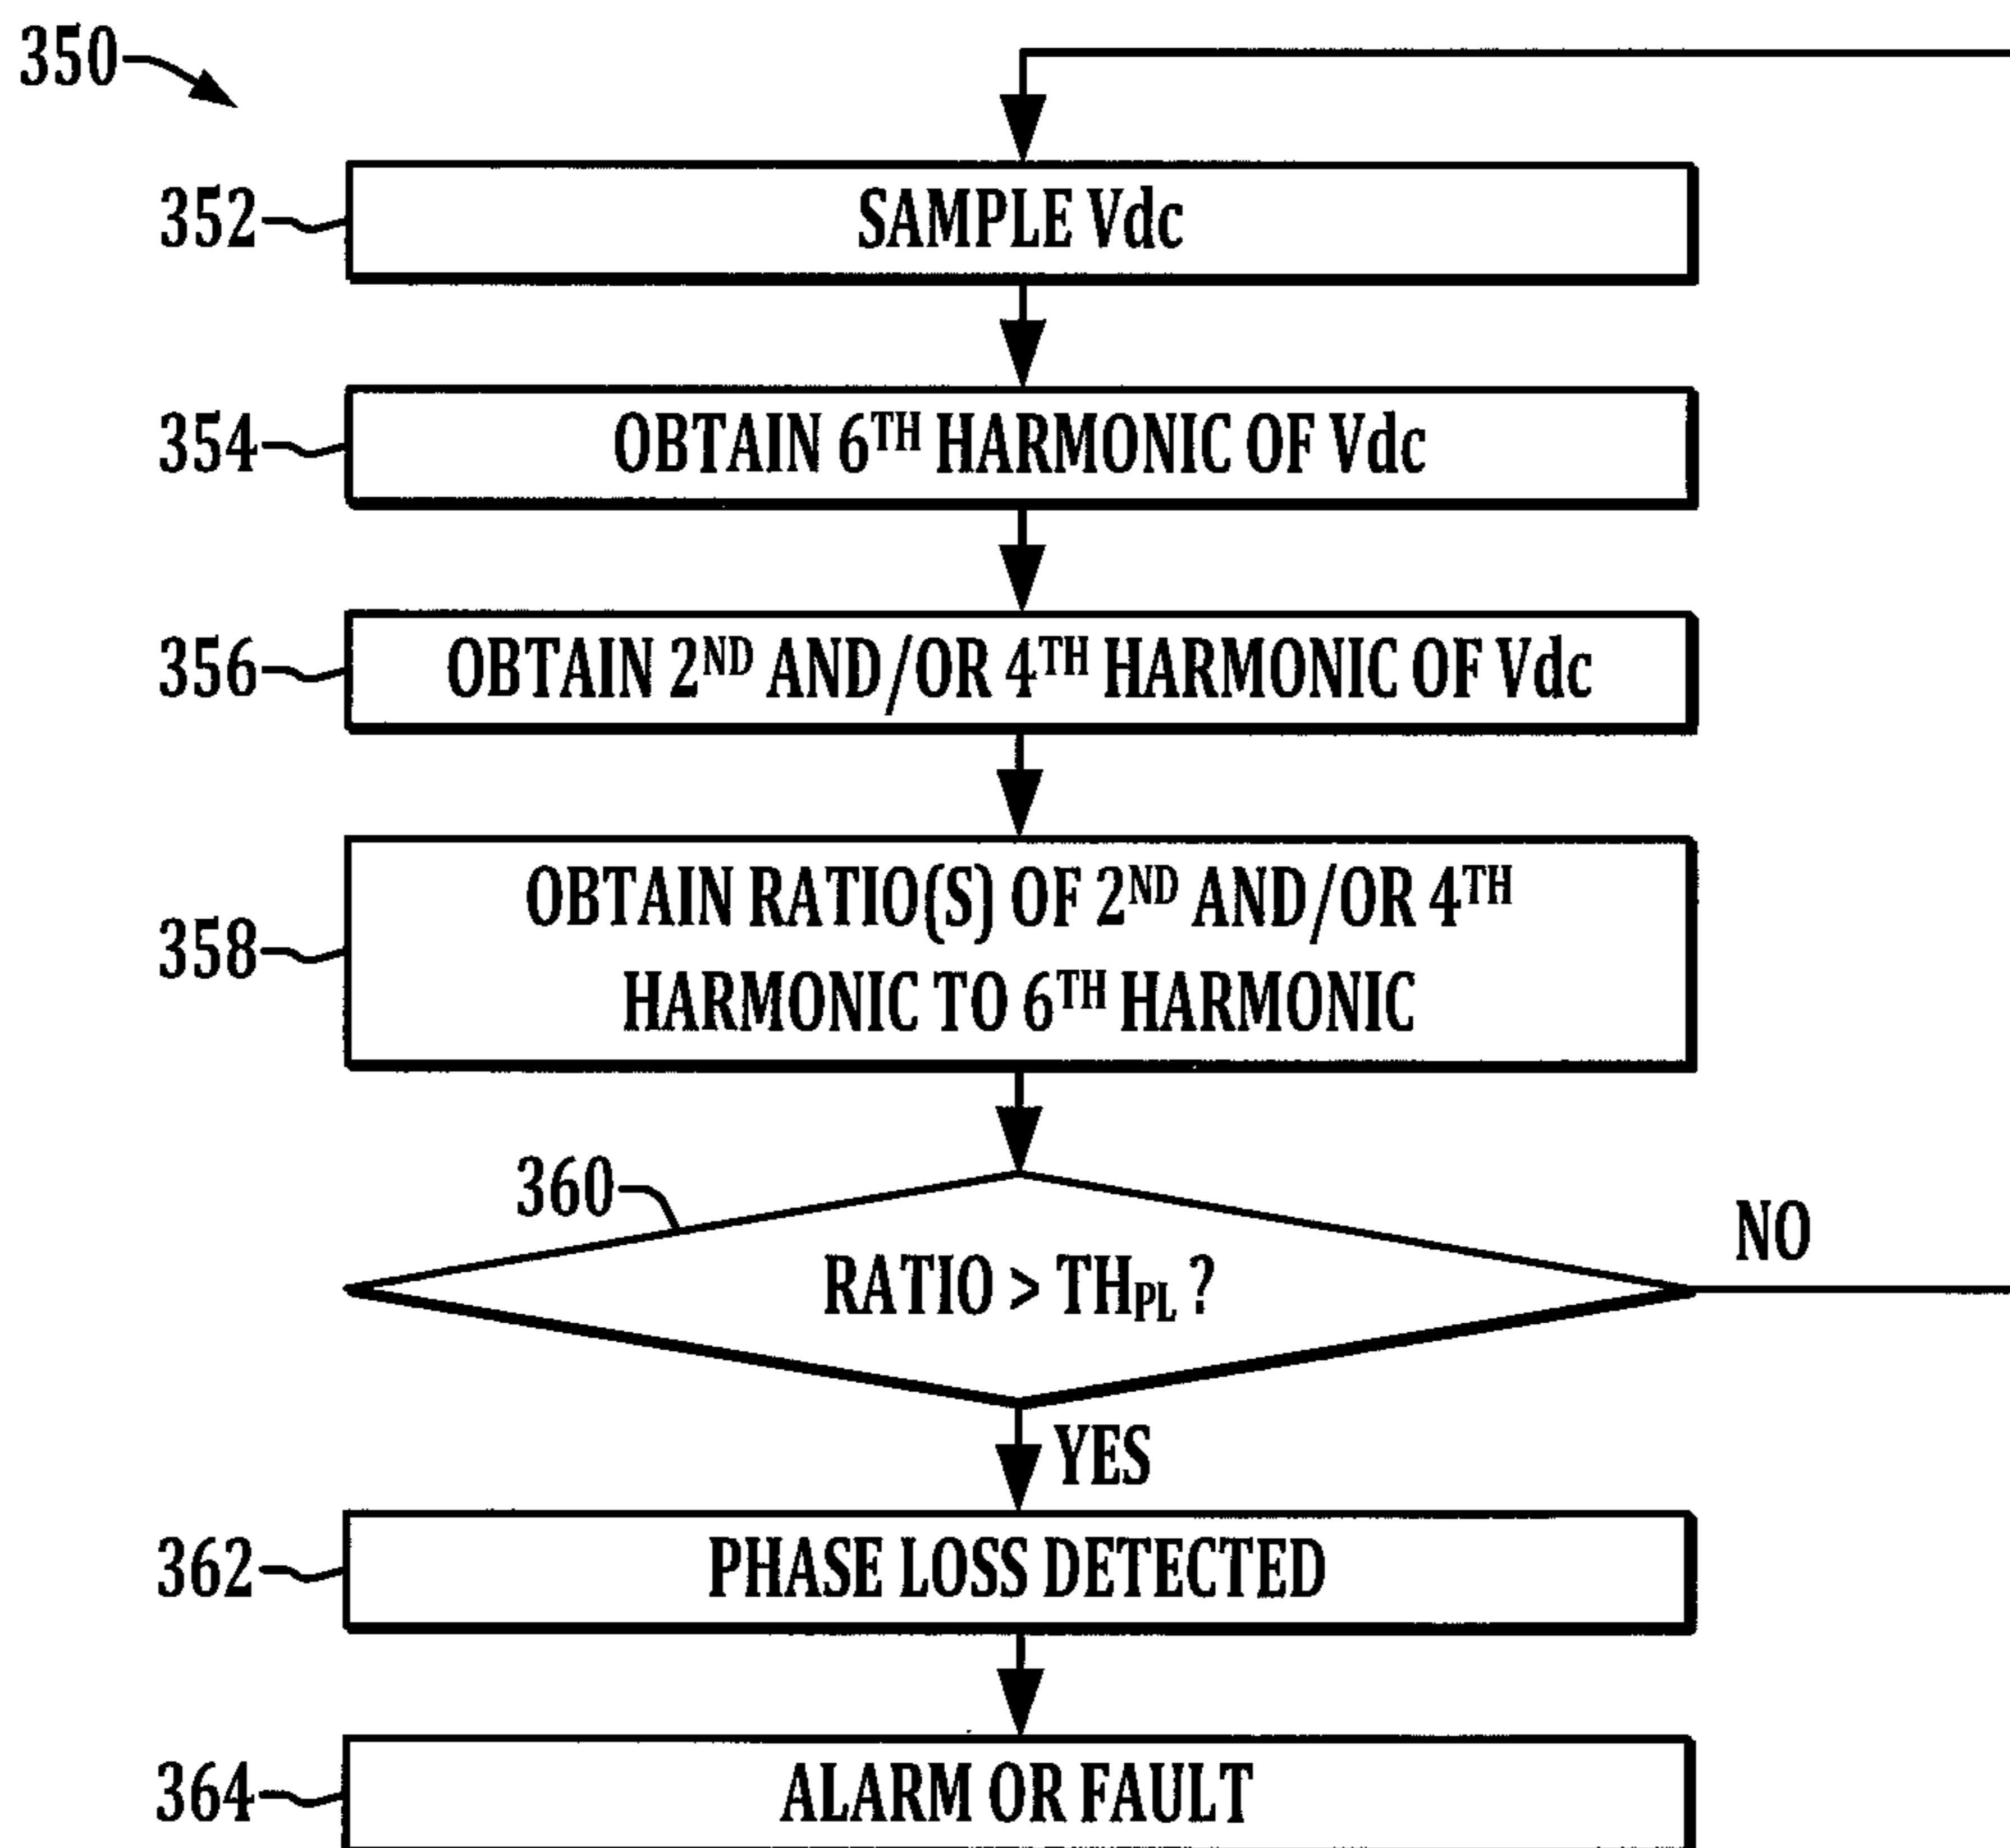 350
352
SAMPLE Vdc
354
OBTAIN 6TH HARMONIC OF Vdc
356
OBTAIN 2ND AND/OR 4TH HARMONIC OF Vdc
358
OBTAIN RATIO(S) OF 2ND AND/OR 4TH
HARMONIC TO 6TH HARMONIC
360
RATIO > THPL ?
NO
YES
362
PHASE LOSS DETECTED
364
ALARM OR FAULT